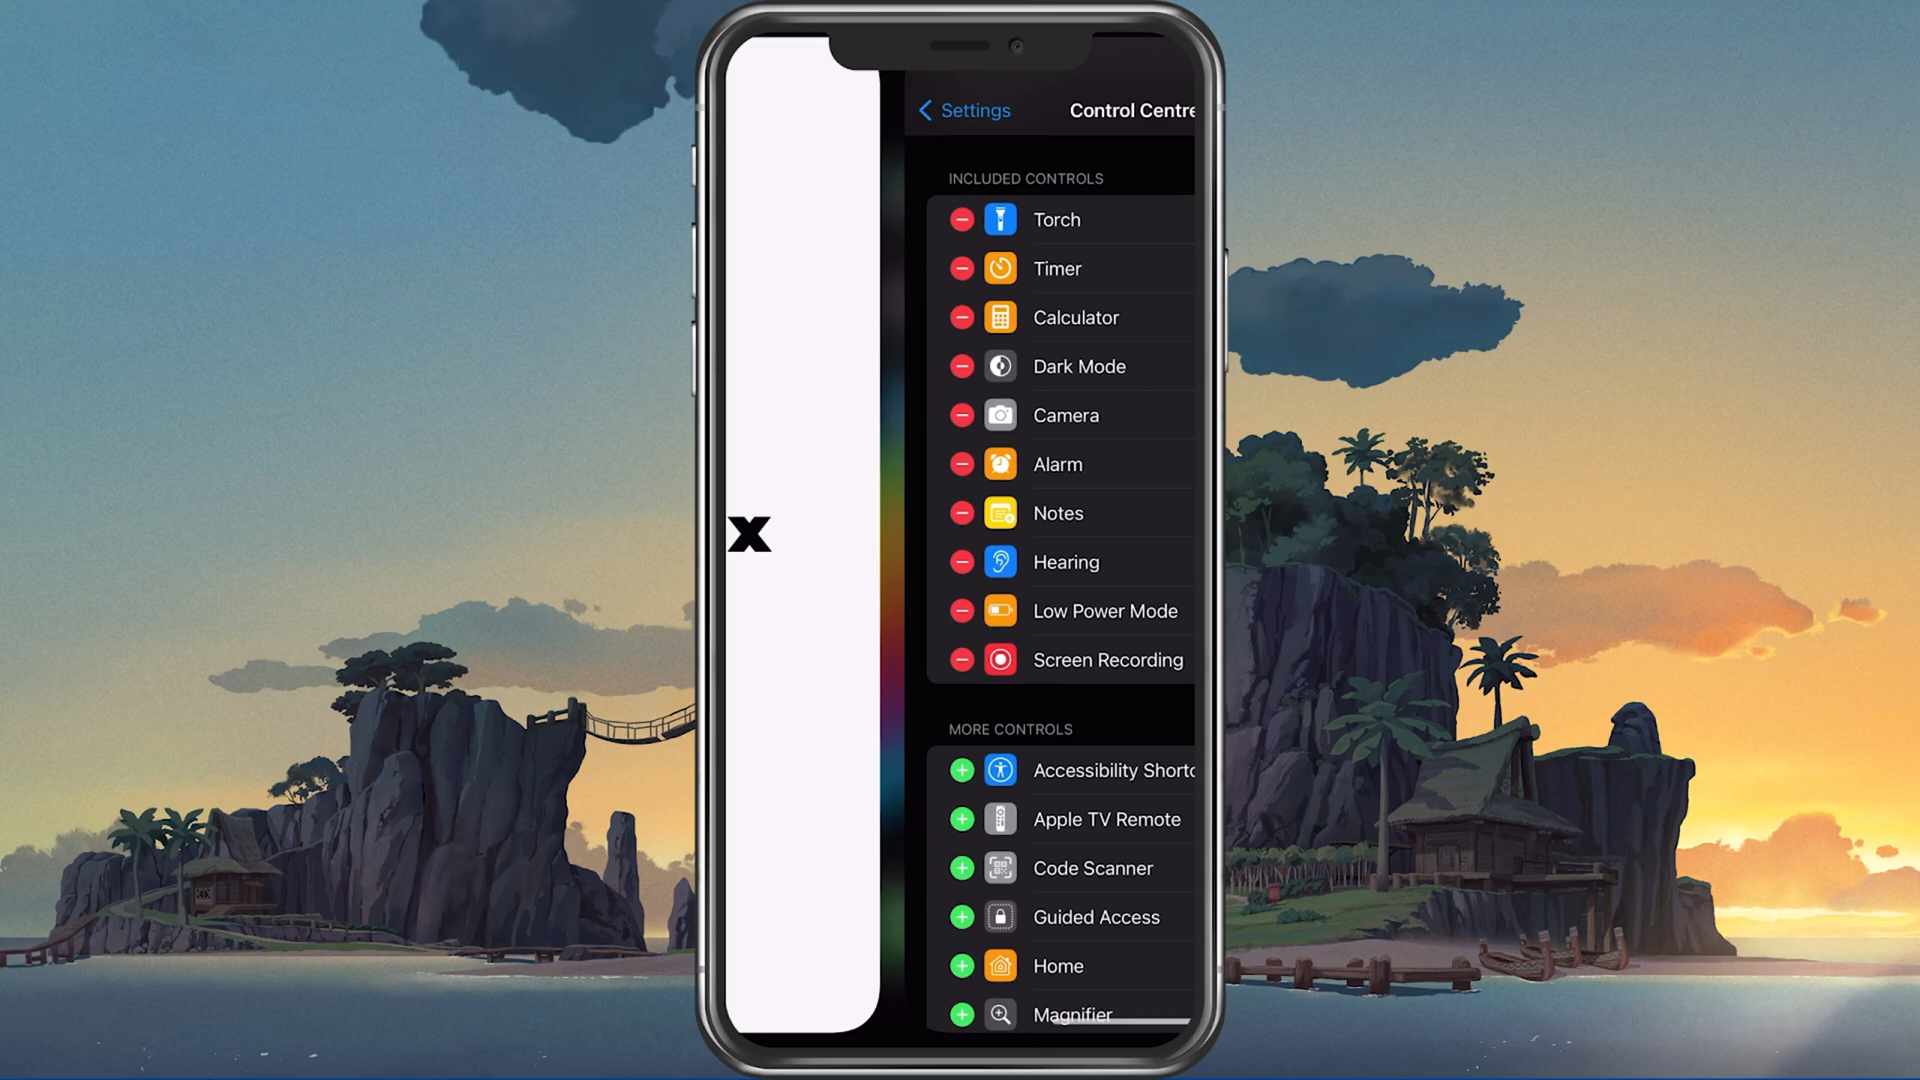 x
Settings
Control Centre
INCLUDED CONTROLS
Torch
Timer
Calculator
Dark Mode
Camera
Alarm
Notes
Hearing
Low Power Mode
Screen Recording
MORE CONTROLS
Accessibility Shortc
Apple TV Remote
Code Scanner
Guided Access
Home
Magnifier